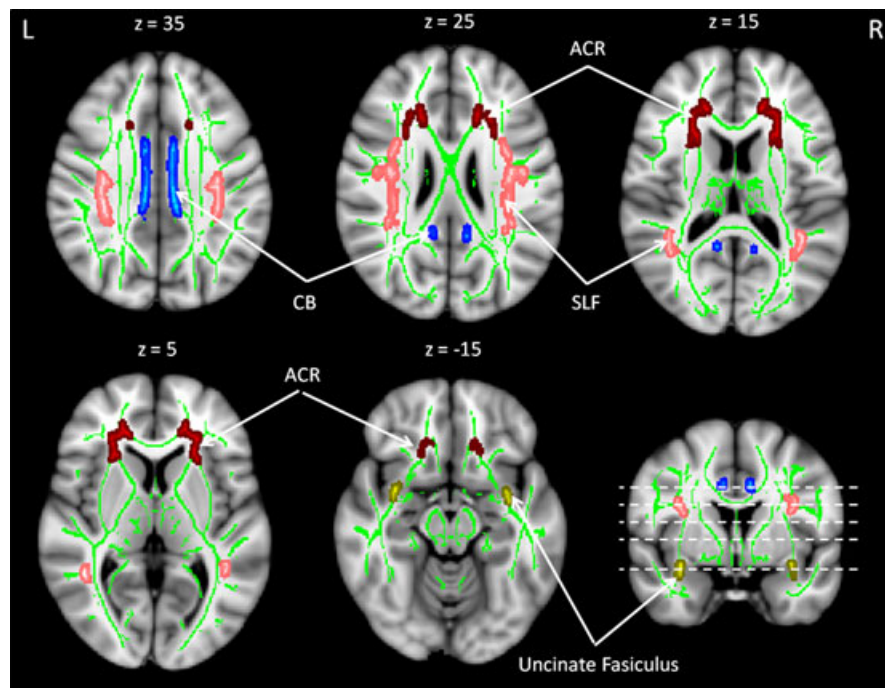 L
z = 35
z = 25
z = 15
R
ACR
CB
SLF
z = 5
z = -15
ACR
Uncinate Fasiculus